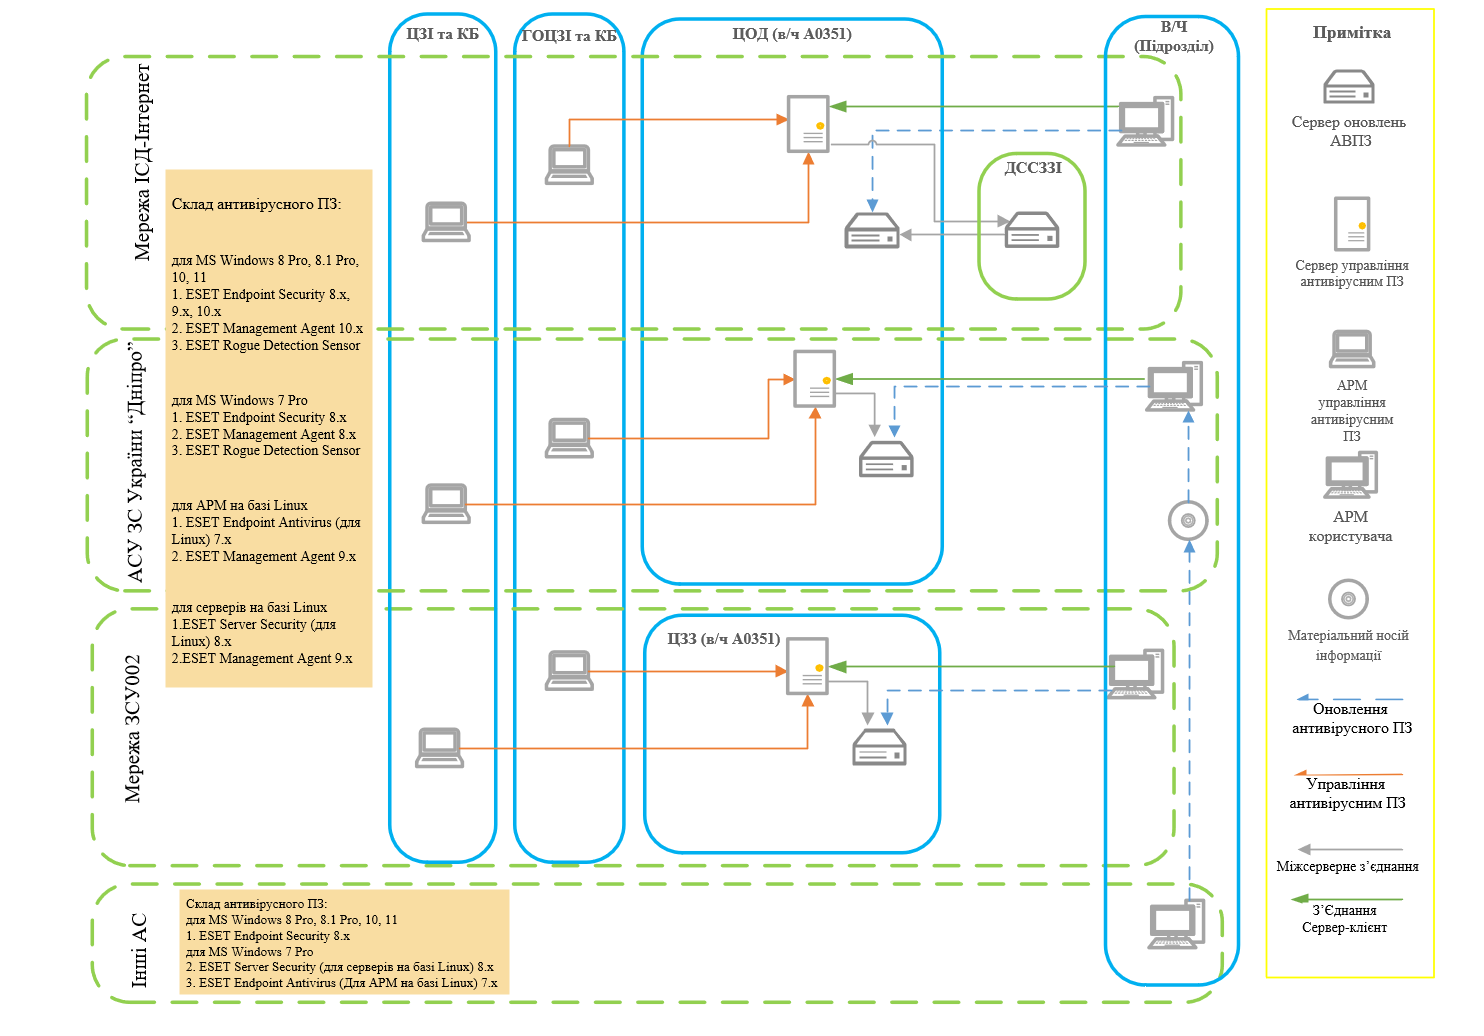 ЦЗІ та КБ
ГОЦЗІ та КБ
ЦОД (в/ч А0351)
В/Ч
(Підрозділ)
Мережа ІСД-Інтернет
ДССЗЗІ
Склад антивірусного ПЗ:
для MS Windows 8 Pro, 8.1 Pro,
10, 11
1. ESET Endpoint Security 8.x,
9.x, 10.x
2. ESET Management Agent 10.x
3. ESET Rogue Detection Sensor
для MS Windows 7 Pro
1. ESET Endpoint Security 8.x
2. ESET Management Agent 8.x
3. ESET Rogue Detection Sensor
для АРМ на базі Linux
1. ESET Endpoint Antivirus (для
Linux) 7.x
2. ESET Management Agent 9.x
для серверів на базі Linux
1.ESET Server Security (для
Linux) 8.x
2.ESET Management Agent 9.x
АСУ ЗС України “Дніпро”
Мережа ЗСУ002
ЦЗЗ (в/ч А0351)
Інші АС
Склад антивірусного ПЗ:
для MS Windows 8 Pro, 8.1 Pro, 10, 11
1. ESET Endpoint Security 8.x
для MS Windows 7 Pro
2. ESET Server Security (для серверів на базі Linux) 8.x
3. ESET Endpoint Antivirus (Для АРМ на базі Linux) 7.x
Примітка
Сервер оновлень
АВПЗ
Сервер управління
антивірусним ПЗ
АРМ
управління
антивірусним
ПЗ
АРМ
користувача
Матеріальний носій
інформації
Оновлення
антивірусного ПЗ
Управління
антивірусним ПЗ
Міжсерверне з’єднання
З’Єднання
Сервер-клієнт